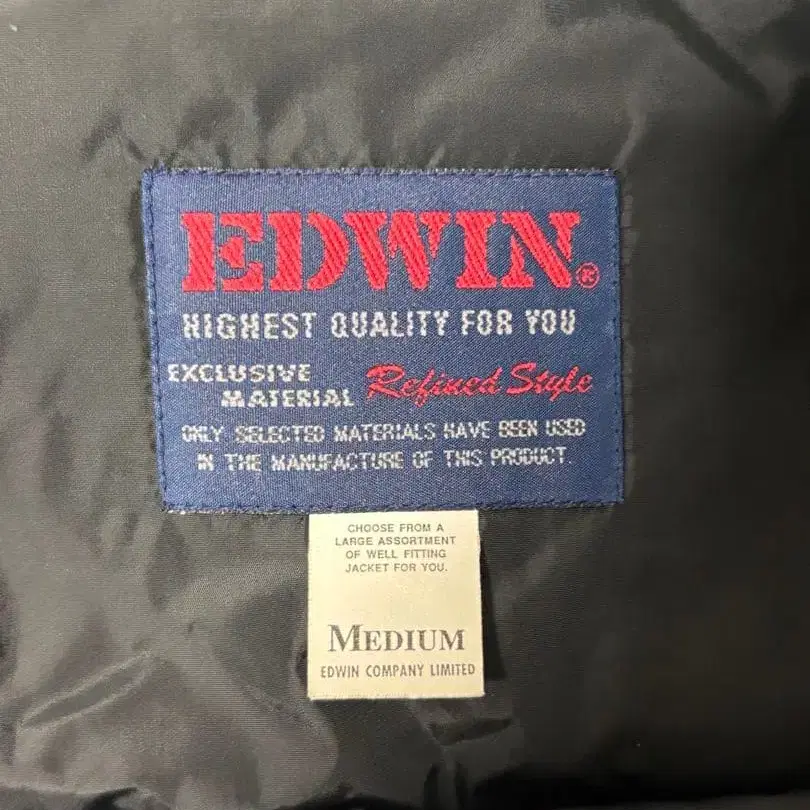 EDWIN®
HIGHEST QUALITY FOR YOU
EXCLUSIVE
MATERIAL Refined Style
ONLY SELECTED MATERIALS HAVE BEEN USED
IN THE MANUFACTURE OF THIS PRODUCT.
CHOOSE FROM A
LARGE ASSORTMENT
OF WELL FITTING
JACKET FOR YOU.
MEDIUM
EDWIN COMPANY LIMITED